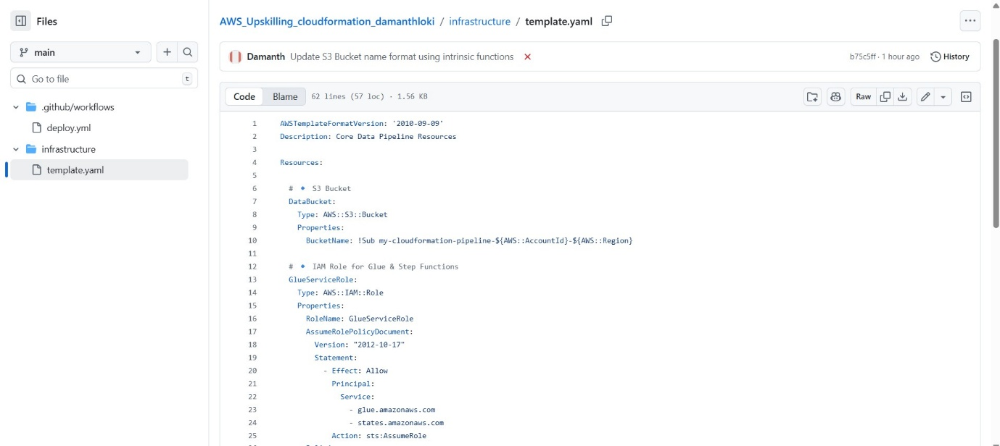 Files
main
Go to file
t
.github/workflows
deploy.yml
infrastructure
template.yaml
AWS_Upskilling_cloudformation_damanthloki / infrastructure / template.yaml
Damanth Update S3 Bucket name format using intrinsic functions
b75c5ff · 1 hour ago
History
Code Blame 62 lines (57 loc) · 1.56 KB
Raw
1 AWSTemplateFormatVersion: '2010-09-09'
2 Description: Core Data Pipeline Resources
3
4 Resources:
5
6 # 🔹 S3 Bucket
7 DataBucket:
8 Type: AWS::S3::Bucket
9 Properties:
10 BucketName: !Sub my-cloudformation-pipeline-${AWS::AccountId}-${AWS::Region}
11
12 # 🔹 IAM Role for Glue & Step Functions
13 GlueServiceRole:
14 Type: AWS::IAM::Role
15 Properties:
16 RoleName: GlueServiceRole
17 AssumeRolePolicyDocument:
18 Version: "2012-10-17"
19 Statement:
20 - Effect: Allow
21 Principal:
22 Service:
23 - glue.amazonaws.com
24 - states.amazonaws.com
25 Action: sts:AssumeRole